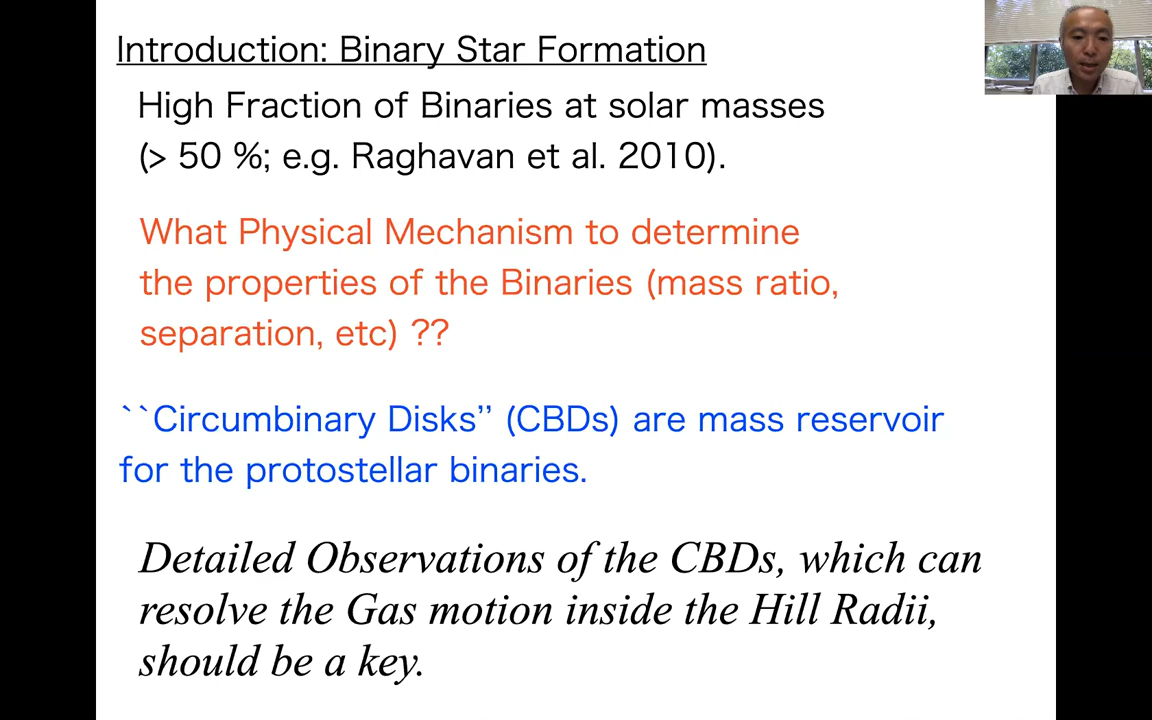 Introduction: Binary Star Formation
High Fraction of Binaries at solar masses
(> 50 %; e.g. Raghavan et al. 2010).
What Physical Mechanism to determine
the properties of the Binaries (mass ratio,
separation, etc) ??
``Circumbinary Disks’’ (CBDs) are mass reservoir
for the protostellar binaries.
Detailed Observations of the CBDs, which can
resolve the Gas motion inside the Hill Radii,
should be a key.